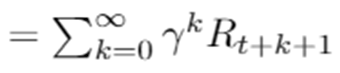 = ∑_{k=0}^{∞} γ^k R_{t+k+1}